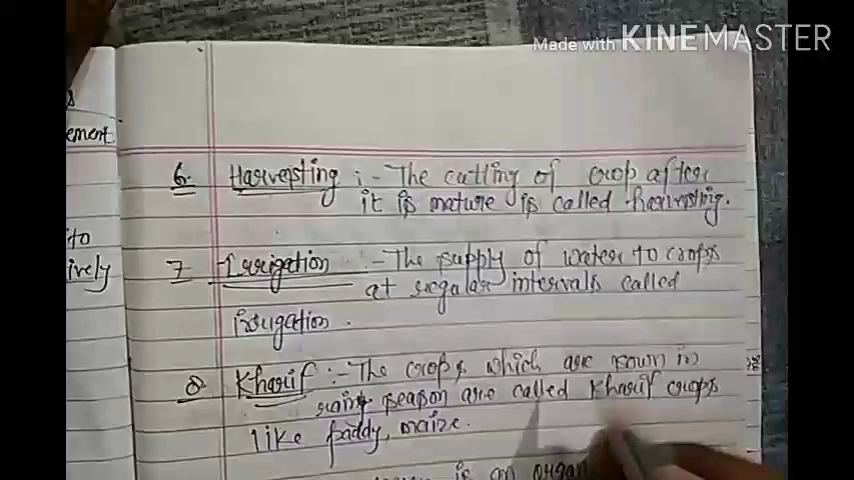 Made with KINEMASTER
ement
to
ively
6. Harvesting :- The cutting of crop after
it is mature is called harvesting.
7 Irrigation :- The supply of water to crops
at regular intervals called
irrigation.
8 Kharif :- The crops which are sown in
rainy season are called Kharif crops
like paddy, maize.
is an organ